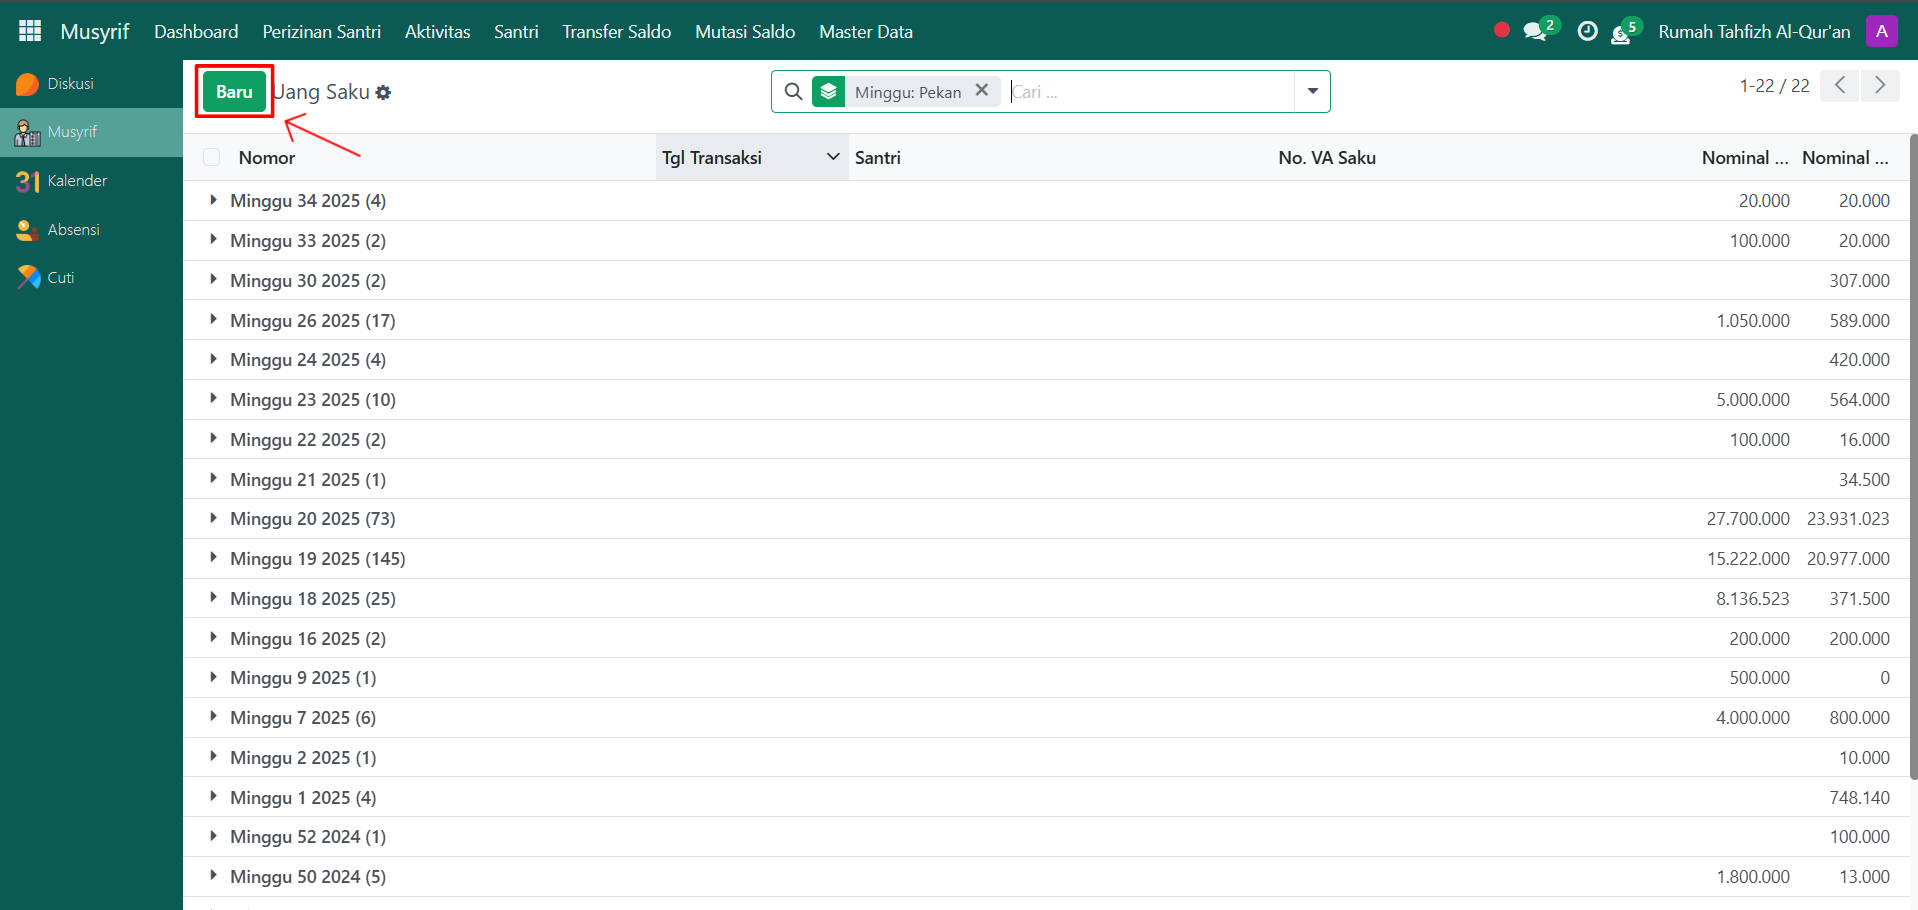 Musyrif Dashboard Perizinan Santri Aktivitas Santri Transfer Saldo Mutasi Saldo Master Data 2 5 Rumah Tahfizh Al-Qur'an A
Diskusi
Musyrif
31 Kalender
Absensi
Cuti
Baru Uang Saku Minggu: Pekan Cari ... 1-22 / 22
Nomor Tgl Transaksi Santri No. VA Saku Nominal ... Nominal ...
Minggu 34 2025 (4) 20.000 20.000
Minggu 33 2025 (2) 100.000 20.000
Minggu 30 2025 (2) 307.000
Minggu 26 2025 (17) 1.050.000 589.000
Minggu 24 2025 (4) 420.000
Minggu 23 2025 (10) 5.000.000 564.000
Minggu 22 2025 (2) 100.000 16.000
Minggu 21 2025 (1) 34.500
Minggu 20 2025 (73) 27.700.000 23.931.023
Minggu 19 2025 (145) 15.222.000 20.977.000
Minggu 18 2025 (25) 8.136.523 371.500
Minggu 16 2025 (2) 200.000 200.000
Minggu 9 2025 (1) 500.000 0
Minggu 7 2025 (6) 4.000.000 800.000
Minggu 2 2025 (1) 10.000
Minggu 1 2025 (4) 748.140
Minggu 52 2024 (1) 100.000
Minggu 50 2024 (5) 1.800.000 13.000